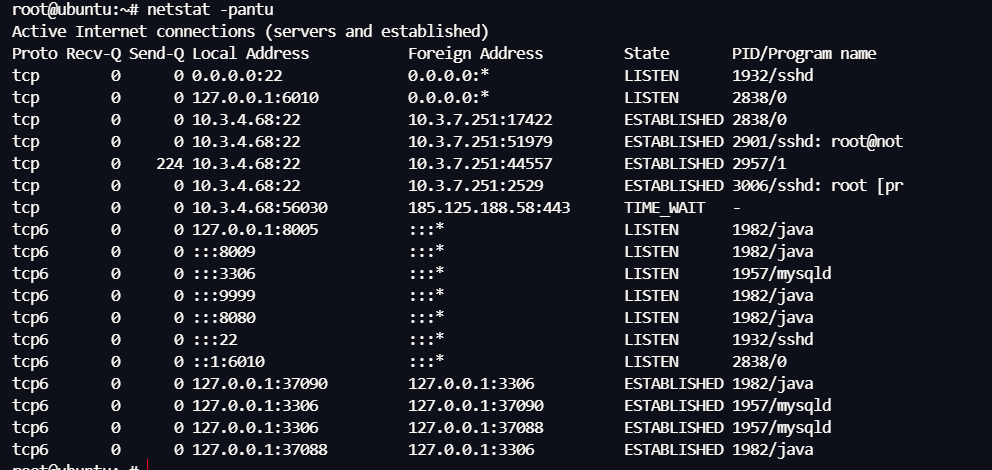 root@ubuntu:~# netstat -pantu
Active Internet connections (servers and established)
Proto Recv-Q Send-Q Local Address           Foreign Address         State       PID/Program name
tcp        0      0 0.0.0.0:22              0.0.0.0:*               LISTEN      1932/sshd
tcp        0      0 127.0.0.1:6010          0.0.0.0:*               LISTEN      2838/0
tcp        0      0 10.3.4.68:22            10.3.7.251:17422        ESTABLISHED 2838/0
tcp        0      0 10.3.4.68:22            10.3.7.251:51979        ESTABLISHED 2901/sshd: root@not
tcp        0    224 10.3.4.68:22            10.3.7.251:44557        ESTABLISHED 2957/1
tcp        0      0 10.3.4.68:22            10.3.7.251:2529         ESTABLISHED 3006/sshd: root [pr
tcp        0      0 10.3.4.68:56030         185.125.188.58:443      TIME_WAIT   -
tcp6       0      0 127.0.0.1:8005          :::*                    LISTEN      1982/java
tcp6       0      0 :::8009                 :::*                    LISTEN      1982/java
tcp6       0      0 :::3306                 :::*                    LISTEN      1957/mysqld
tcp6       0      0 :::9999                 :::*                    LISTEN      1982/java
tcp6       0      0 :::8080                 :::*                    LISTEN      1982/java
tcp6       0      0 :::22                   :::*                    LISTEN      1932/sshd
tcp6       0      0 ::1:6010                :::*                    LISTEN      2838/0
tcp6       0      0 127.0.0.1:37090         127.0.0.1:3306          ESTABLISHED 1982/java
tcp6       0      0 127.0.0.1:3306          127.0.0.1:37090         ESTABLISHED 1957/mysqld
tcp6       0      0 127.0.0.1:3306          127.0.0.1:37088         ESTABLISHED 1957/mysqld
tcp6       0      0 127.0.0.1:37088         127.0.0.1:3306          ESTABLISHED 1982/java